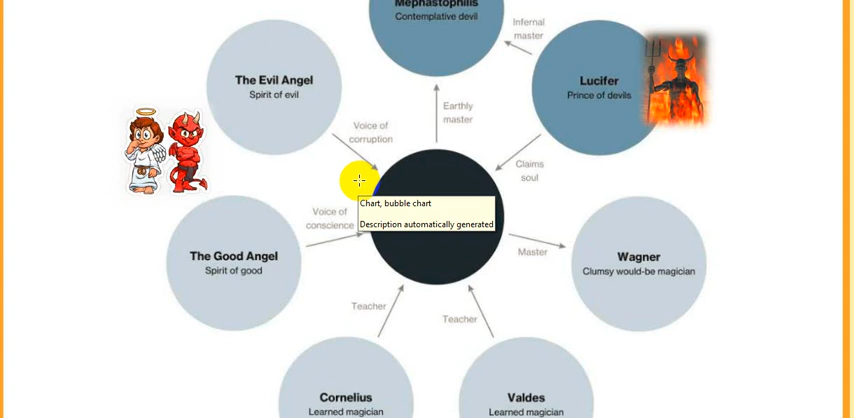 Mephastophilis
Contemplative devil
Infernal
master
The Evil Angel
Spirit of evil
Lucifer
Prince of devils
Earthly
master
Voice of
corruption
Claims
soul
Chart, bubble chart
Description automatically generated
Voice of
conscience
The Good Angel
Spirit of good
Master
Wagner
Clumsy would-be magician
Teacher
Teacher
Cornelius
Learned magician
Valdes
Learned magician